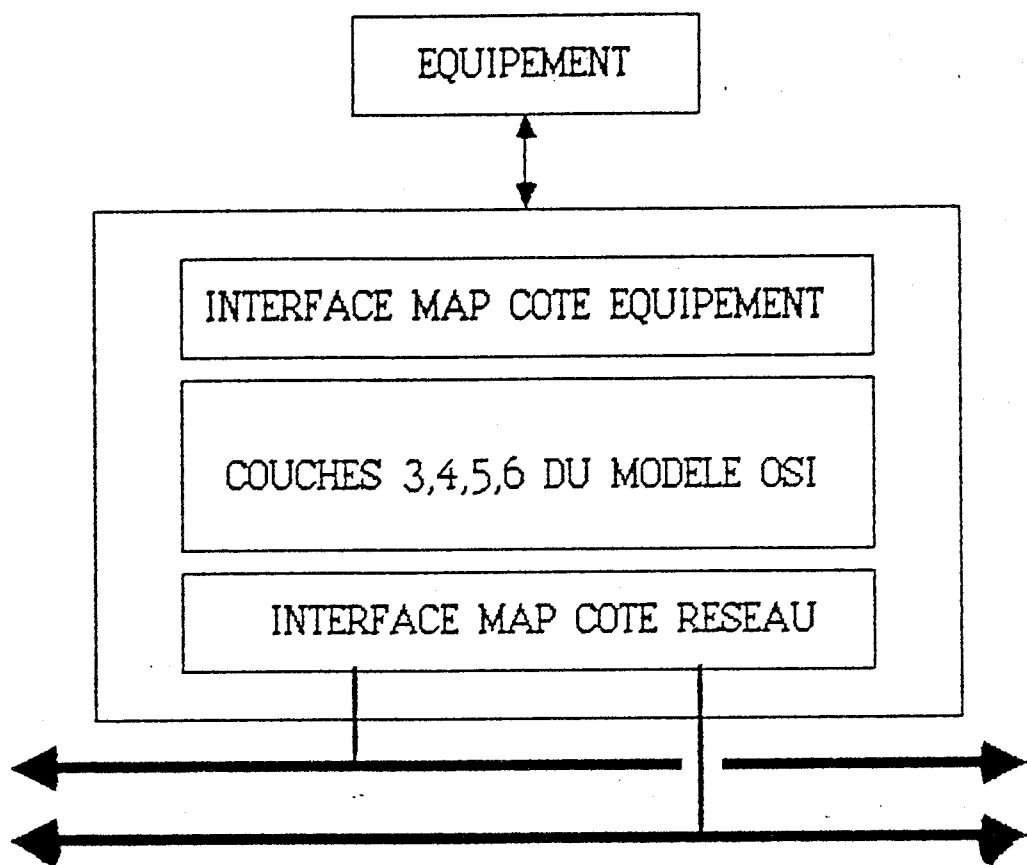 EQUIPEMENT
INTERFACE MAP COTE EQUIPEMENT
COUCHES 3,4,5,6 DU MODELE OSI
INTERFACE MAP COTE RESEAU